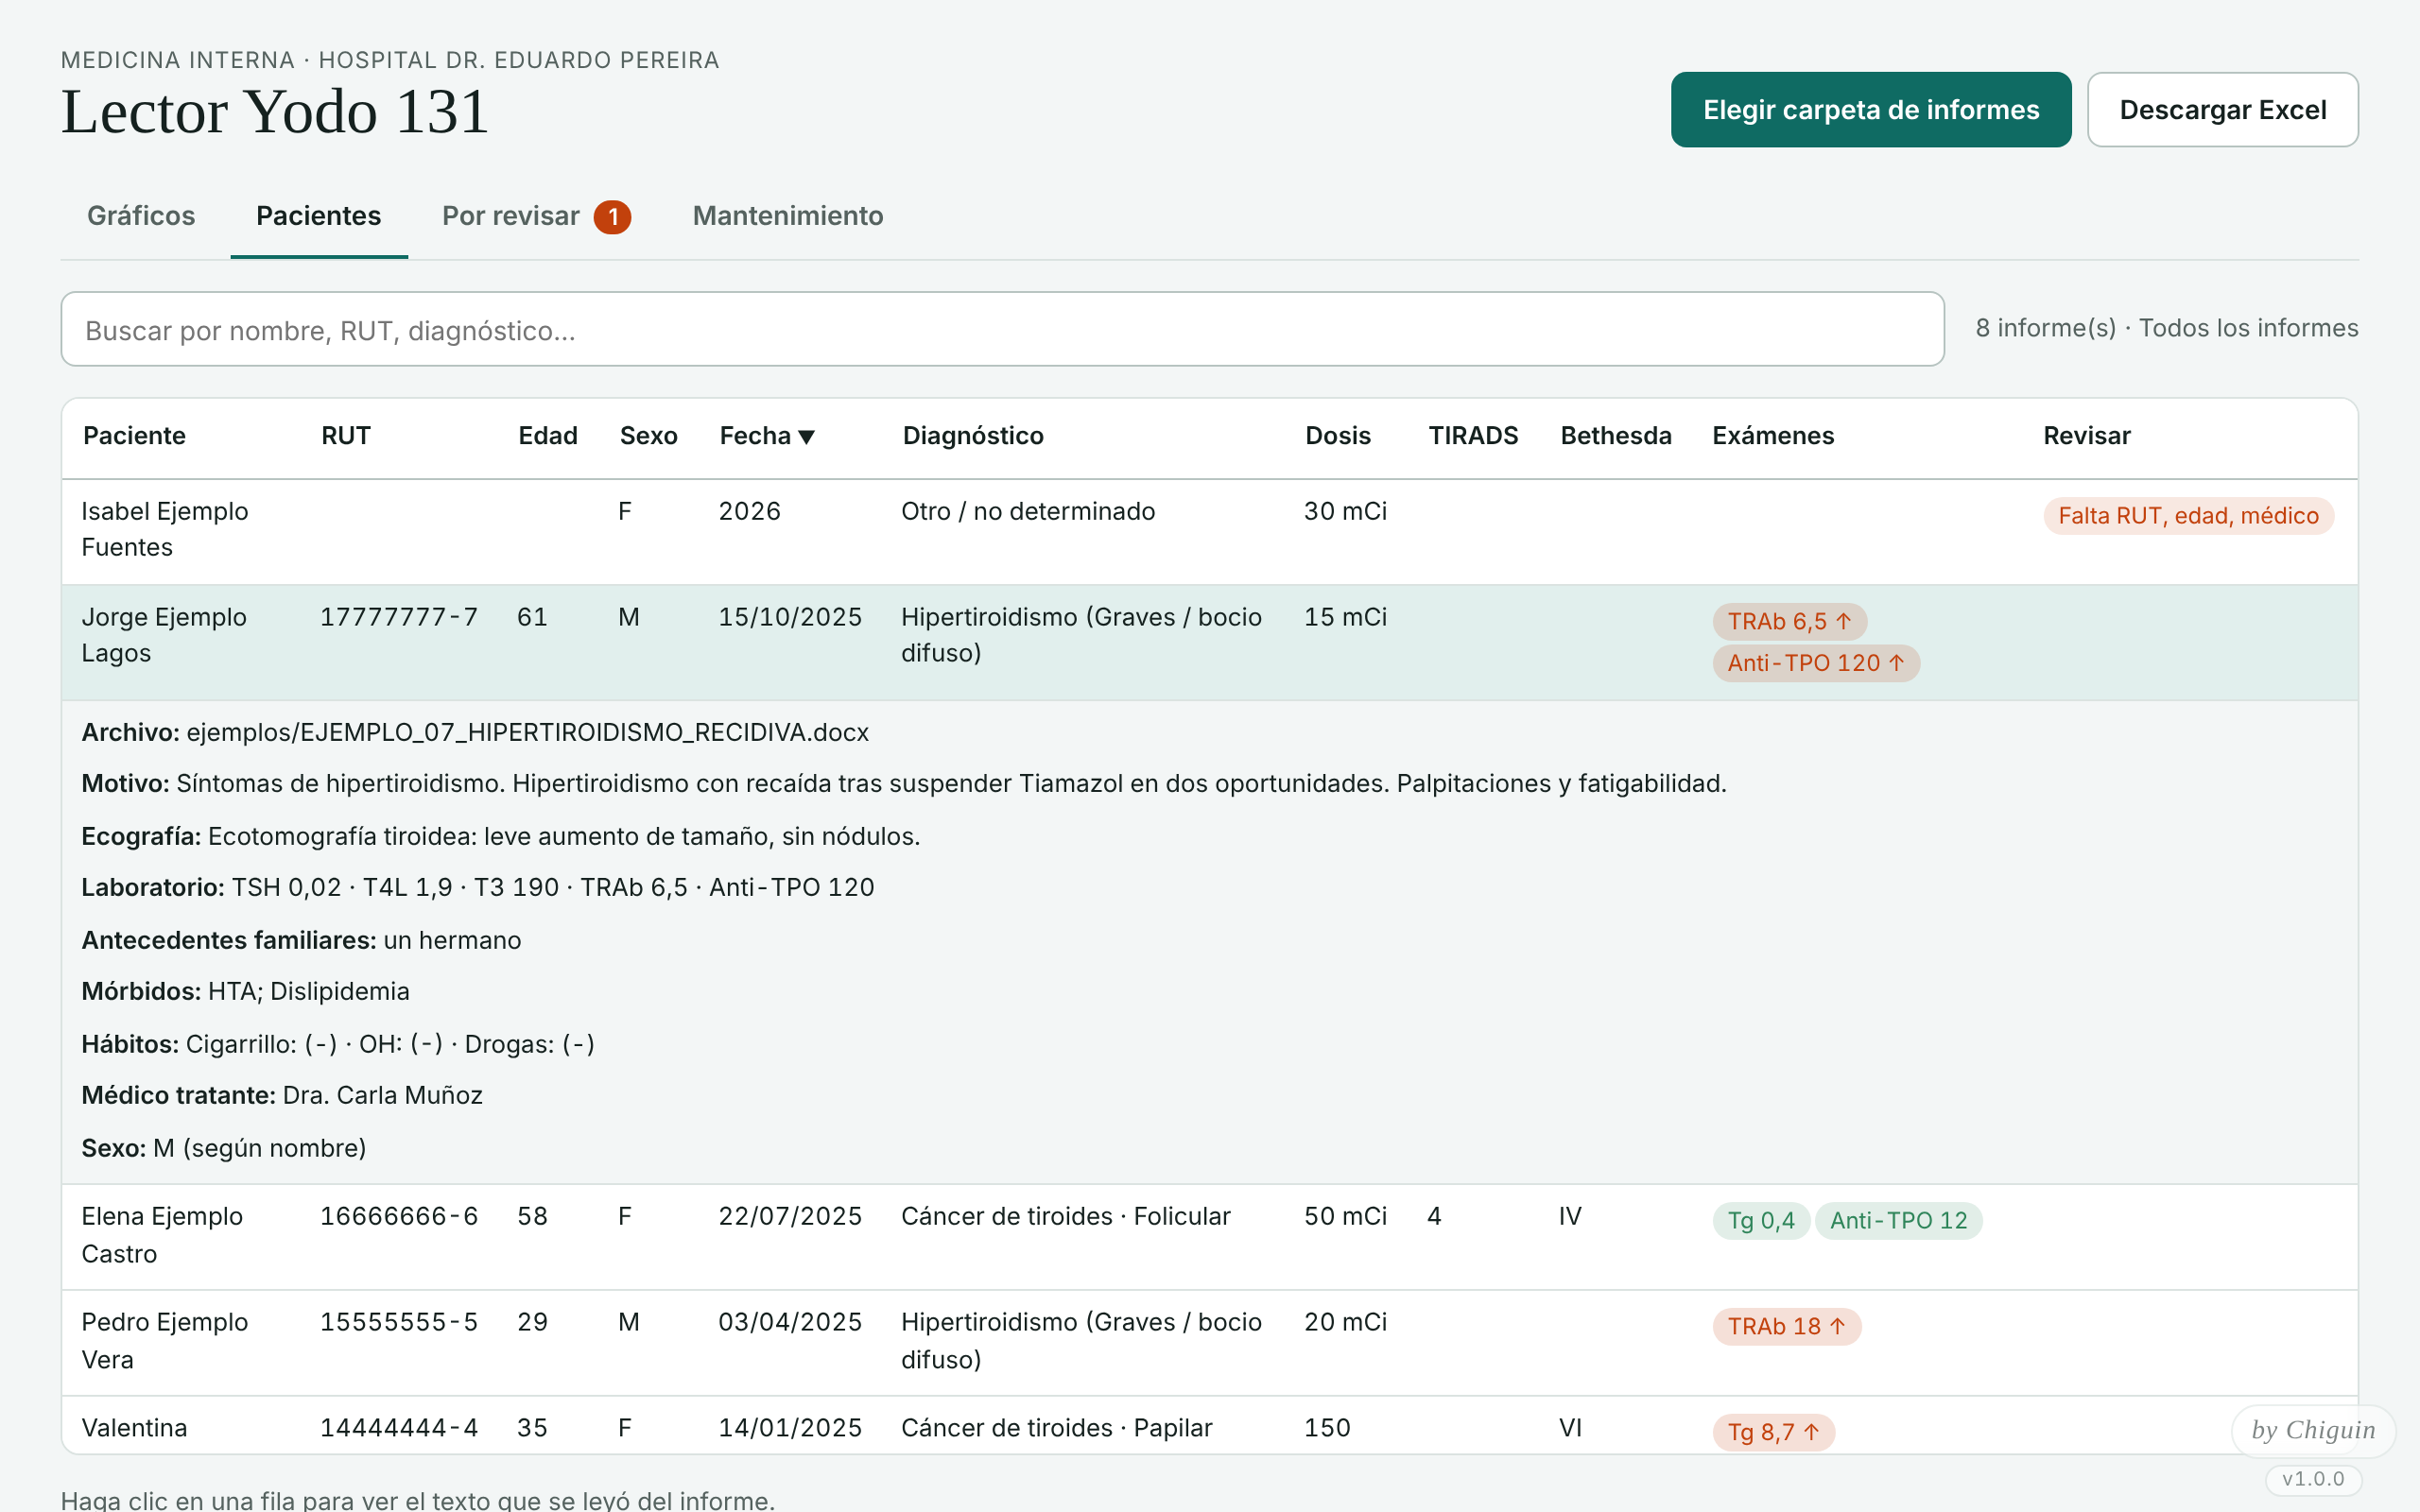 MEDICINA INTERNA · HOSPITAL DR. EDUARDO PEREIRA
Lector Yodo 131
Elegir carpeta de informes
Descargar Excel
Gráficos
Pacientes
Por revisar 1
Mantenimiento
Buscar por nombre, RUT, diagnóstico...
8 informe(s) · Todos los informes
Paciente RUT Edad Sexo Fecha ▼ Diagnóstico Dosis TIRADS Bethesda Exámenes Revisar
Isabel Ejemplo F 2026 Otro / no determinado 30 mCi Falta RUT, edad, médico
Fuentes
Jorge Ejemplo 17777777-7 61 M 15/10/2025 Hipertiroidismo (Graves / bocio 15 mCi TRAb 6,5 ↑
Lagos difuso) Anti-TPO 120 ↑
Archivo: ejemplos/EJEMPLO_07_HIPERTIROIDISMO_RECIDIVA.docx
Motivo: Síntomas de hipertiroidismo. Hipertiroidismo con recaída tras suspender Tiamazol en dos oportunidades. Palpitaciones y fatigabilidad.
Ecografía: Ecotomografía tiroidea: leve aumento de tamaño, sin nódulos.
Laboratorio: TSH 0,02 · T4L 1,9 · T3 190 · TRAb 6,5 · Anti-TPO 120
Antecedentes familiares: un hermano
Mórbidos: HTA; Dislipidemia
Hábitos: Cigarrillo: (-) · OH: (-) · Drogas: (-)
Médico tratante: Dra. Carla Muñoz
Sexo: M (según nombre)
Elena Ejemplo 16666666-6 58 F 22/07/2025 Cáncer de tiroides · Folicular 50 mCi 4 IV Tg 0,4 Anti-TPO 12
Castro
Pedro Ejemplo 15555555-5 29 M 03/04/2025 Hipertiroidismo (Graves / bocio 20 mCi TRAb 18 ↑
Vera difuso)
Valentina 14444444-4 35 F 14/01/2025 Cáncer de tiroides · Papilar 150 VI Tg 8,7 ↑
by Chiguin
v1.0.0
Haga clic en una fila para ver el texto que se leyó del informe.